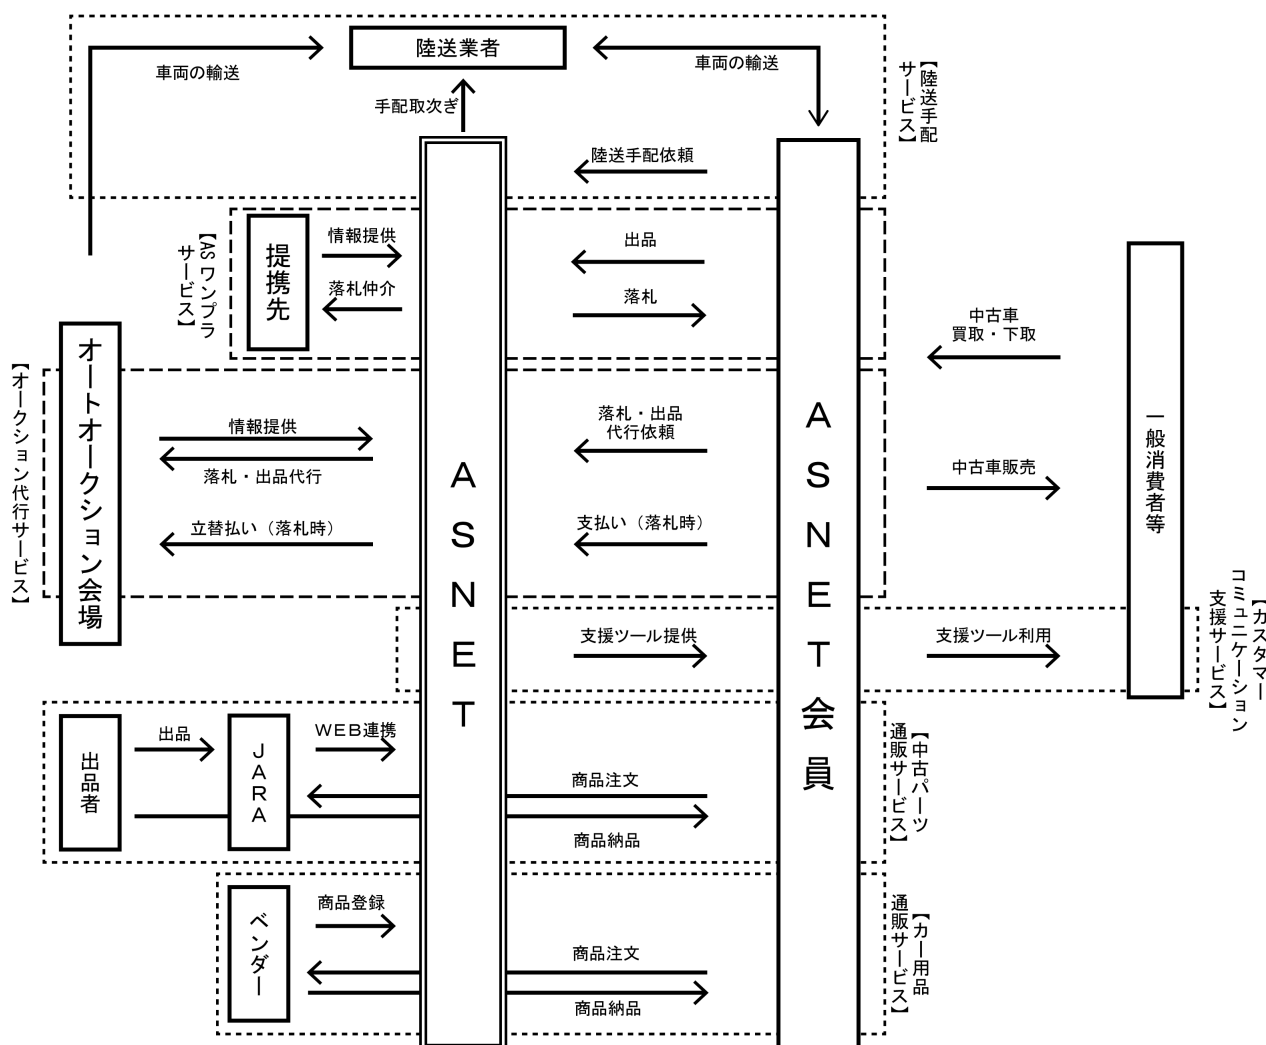 陸送業者
車両の輸送
車両の輸送
手配取次ぎ
陸送手配依頼
【陸送手配
サービス】
【AS ワンプラ
サービス】
提携先
情報提供
落札仲介
出品
落札
中古車
買取・下取
オートオークション会場
【オークション代行サービス】
情報提供
落札・出品代行
立替払い（落札時）
落札・出品
代行依頼
支払い（落札時）
ASNET
ASNET会員
中古車販売
一般消費者等
支援ツール提供
支援ツール利用
【カスタマー
コミュニケーション
支援サービス】
出品者
出品
JARA
WEB連携
商品注文
商品納品
【中古パーツ
通販サービス】
ベンダー
商品登録
商品注文
商品納品
【カー用品
通販サービス】